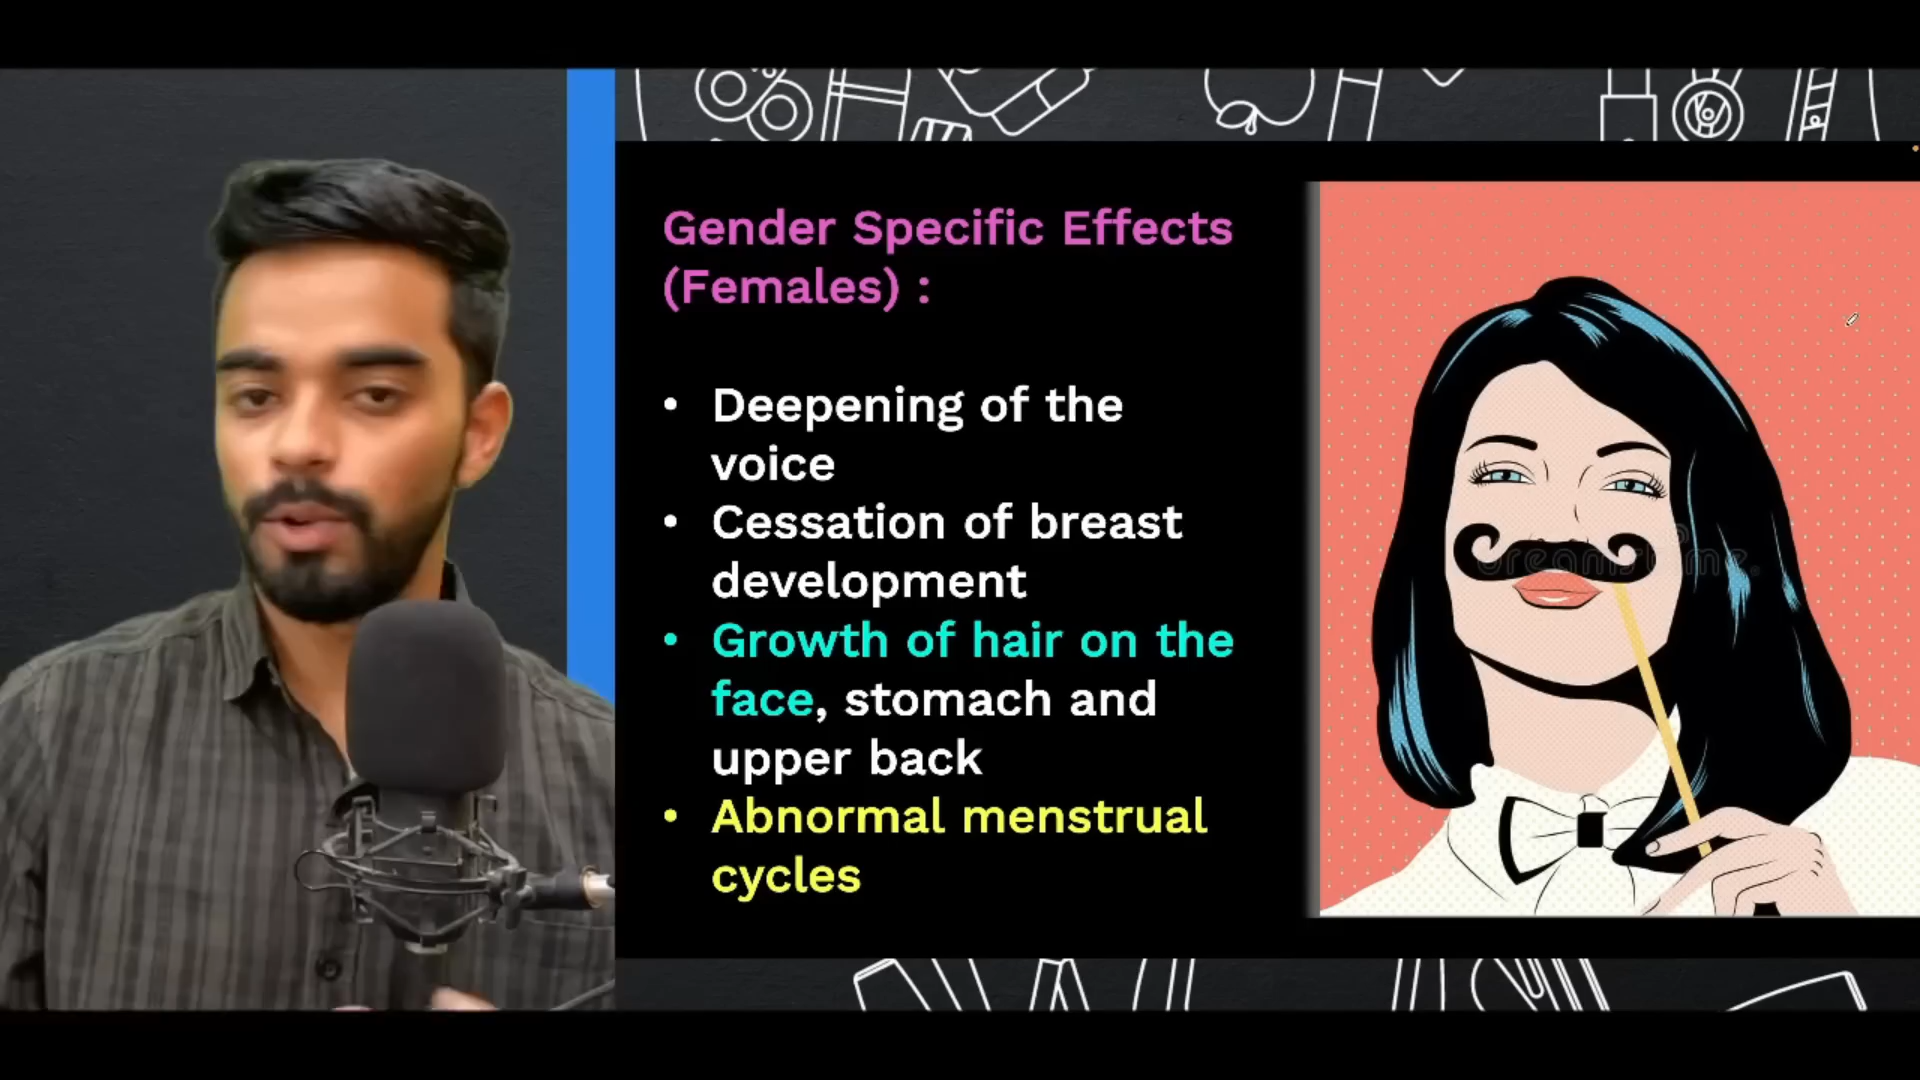 Gender Specific Effects
(Females) :
• Deepening of the
voice
• Cessation of breast
development
• Growth of hair on the
face, stomach and
upper back
• Abnormal menstrual
cycles